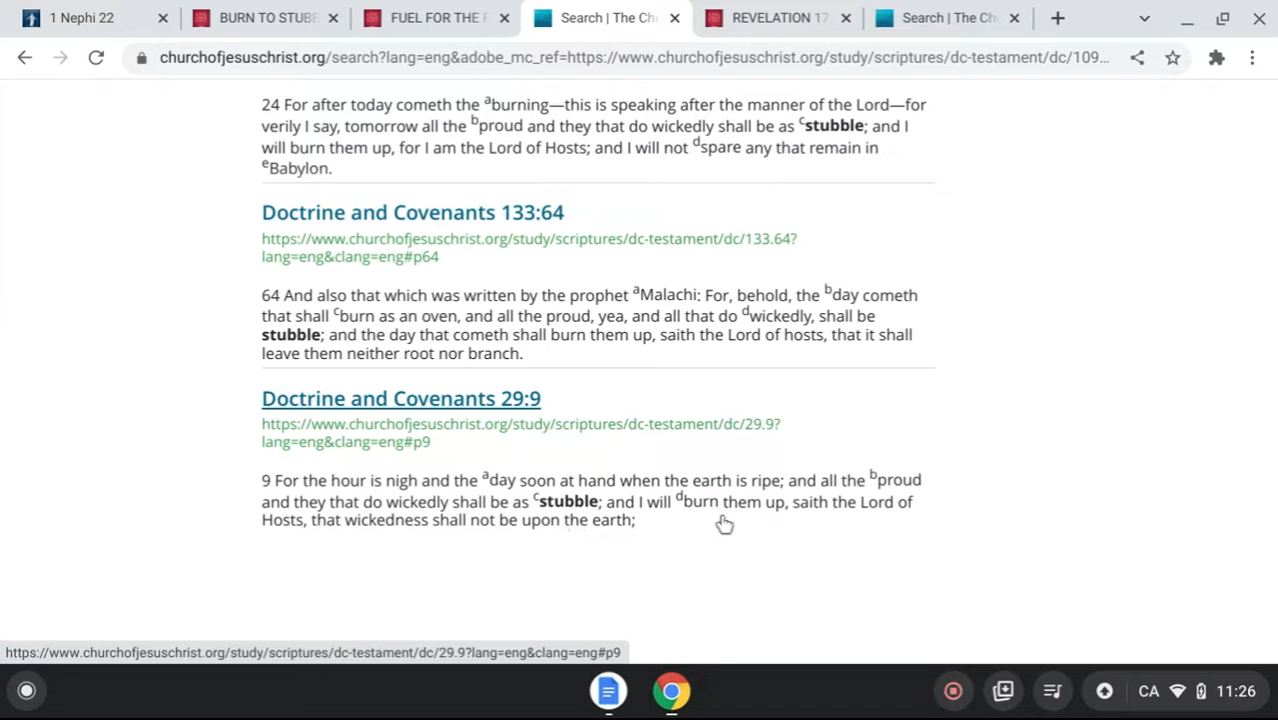 1 Nephi 22
BURN TO STUBB
FUEL FOR THE F
Search | The Chu
REVELATION 17
Search | The Chu
churchofjesuschrist.org/search?lang=eng&adobe_mc_ref=https://www.churchofjesuschrist.org/study/scriptures/dc-testament/dc/109...
24 For after today cometh the aburning—this is speaking after the manner of the Lord—for
verily I say, tomorrow all the bproud and they that do wickedly shall be as cstubble; and I
will burn them up, for I am the Lord of Hosts; and I will not dspare any that remain in
eBabylon.
Doctrine and Covenants 133:64
https://www.churchofjesuschrist.org/study/scriptures/dc-testament/dc/133.64?
lang=eng&clang=eng#p64
64 And also that which was written by the prophet aMalachi: For, behold, the bday cometh
that shall cburn as an oven, and all the proud, yea, and all that do dwickedly, shall be
stubble; and the day that cometh shall burn them up, saith the Lord of hosts, that it shall
leave them neither root nor branch.
Doctrine and Covenants 29:9
https://www.churchofjesuschrist.org/study/scriptures/dc-testament/dc/29.9?
lang=eng&clang=eng#p9
9 For the hour is nigh and the aday soon at hand when the earth is ripe; and all the bproud
and they that do wickedly shall be as cstubble; and I will dburn them up, saith the Lord of
Hosts, that wickedness shall not be upon the earth;
https://www.churchofjesuschrist.org/study/scriptures/dc-testament/dc/29.9?lang=eng&clang=eng#p9
CA 11:26